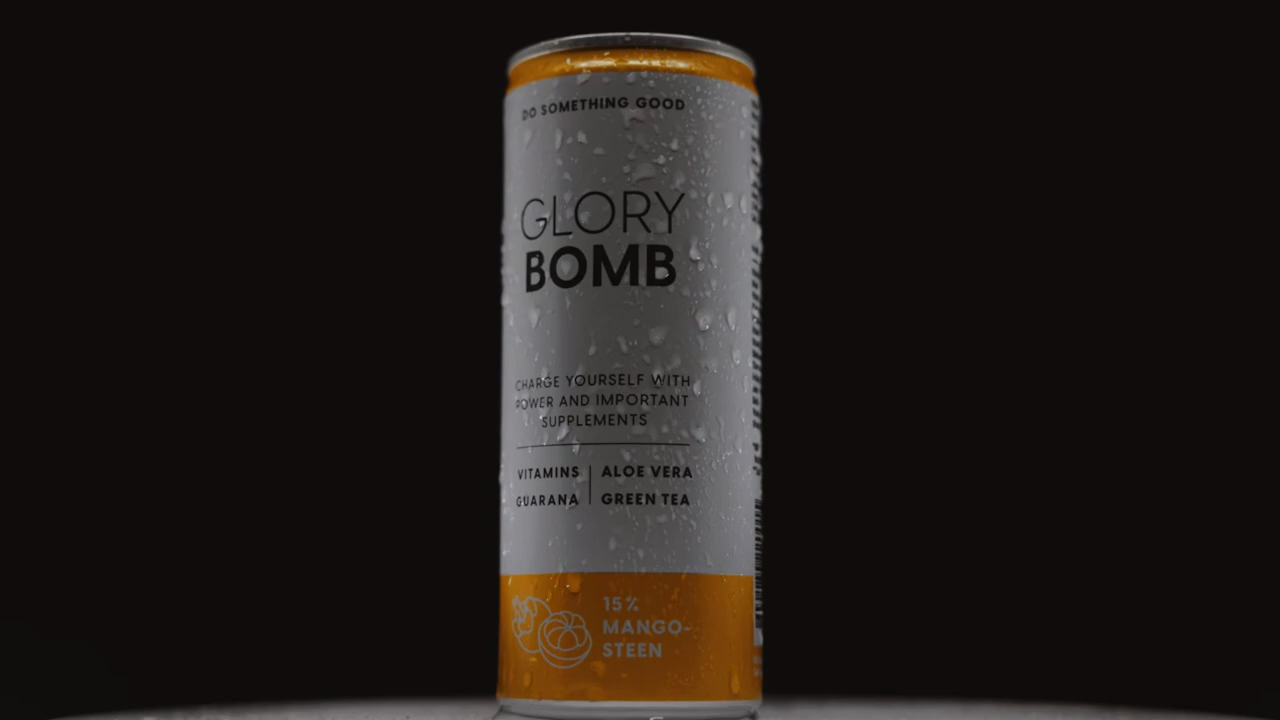 DO SOMETHING GOOD
GLORY
BOMB
CHARGE YOURSELF WITH
POWER AND IMPORTANT
SUPPLEMENTS
VITAMINS | ALOE VERA
GUARANA | GREEN TEA
15%
MANGO-
STEEN